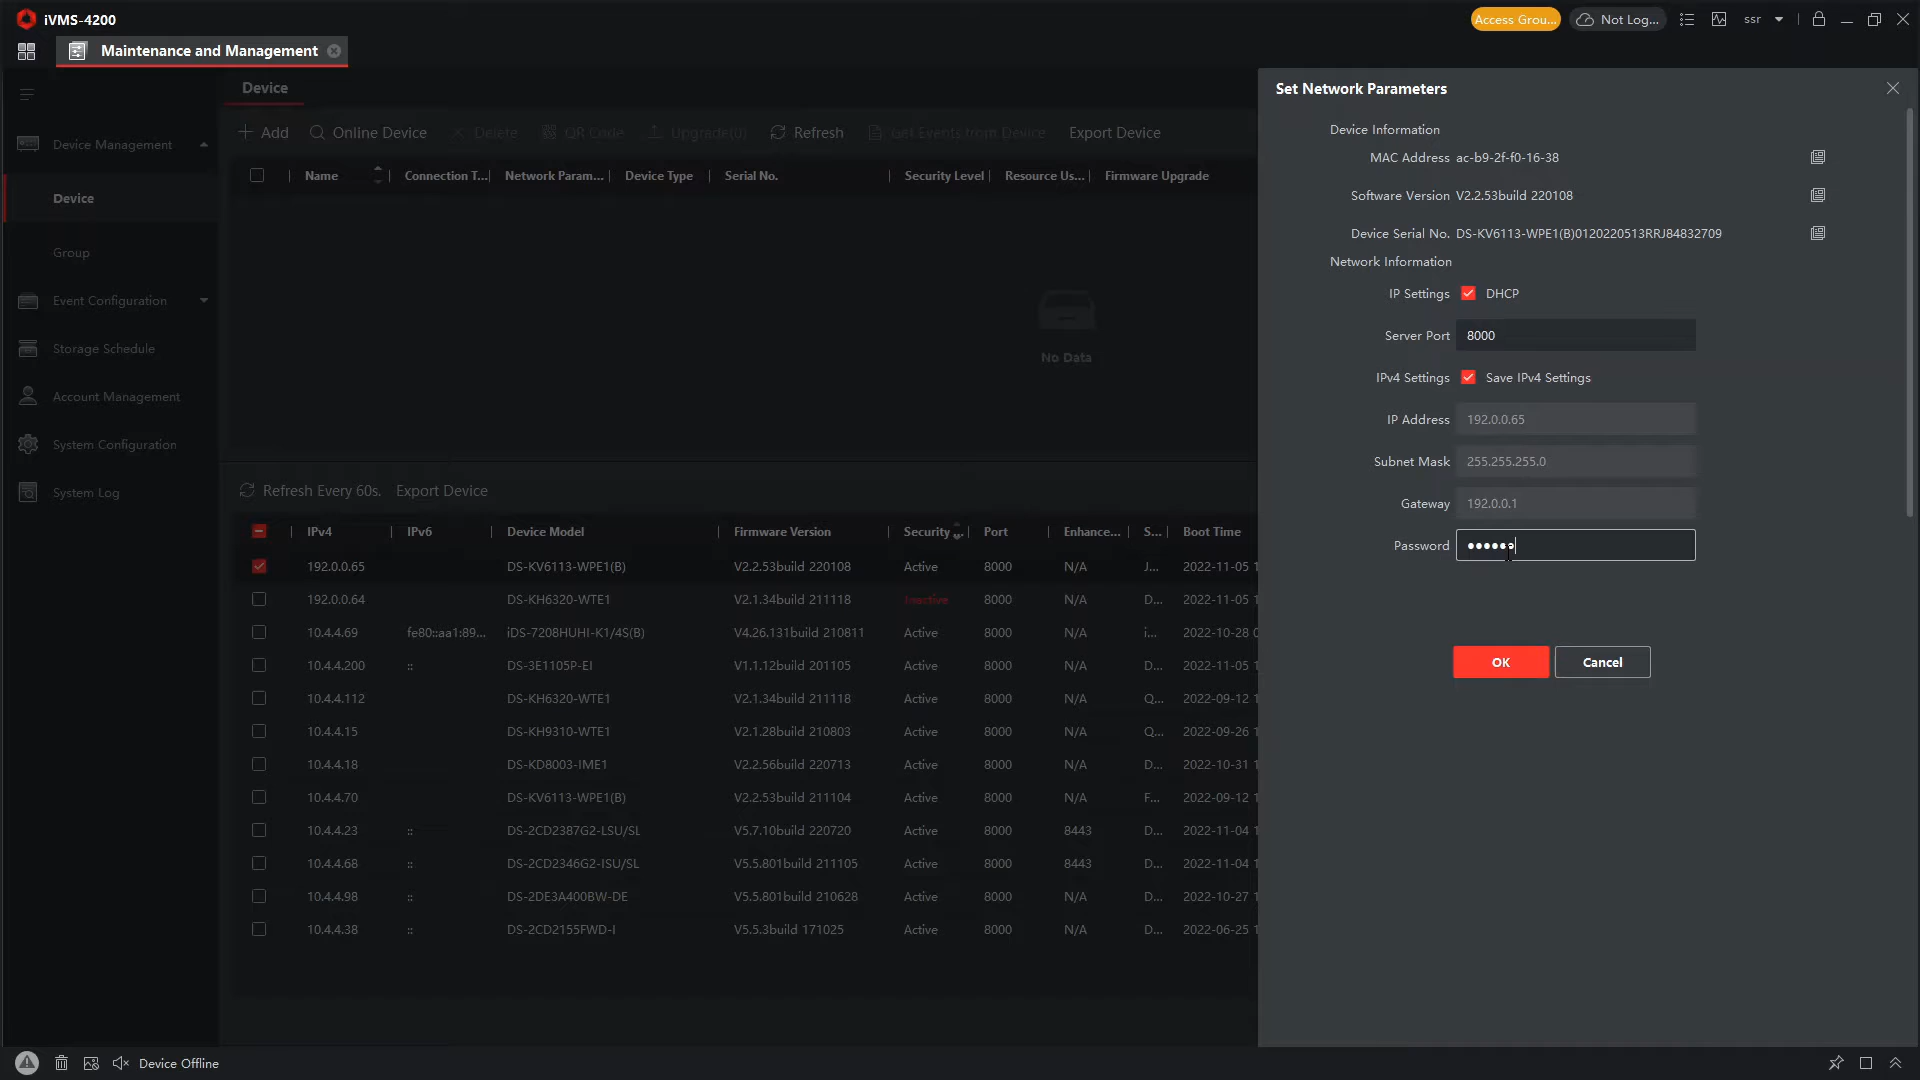 iVMS-4200
Access Grou...
Not Log...
ssr
Maintenance and Management
Device Management
Device
Group
Event Configuration
Storage Schedule
Account Management
System Configuration
System Log
Device
Add
Online Device
Delete
QR Code
Upgrade(0)
Refresh
Get Events from Device
Export Device
Name | Connection T...| Network Param...| Device Type | Serial No. | Security Level | Resource Us...| Firmware Upgrade
No Data
Refresh Every 60s.
Export Device
| IPv4 | IPv6 | Device Model | Firmware Version | Security | Port | Enhance... | S... | Boot Time
192.0.0.65 DS-KV6113-WPE1(B) V2.2.53build 220108 Active 8000 N/A J... 2022-11-05 1
192.0.0.64 DS-KH6320-WTE1 V2.1.34build 211118 Inactive 8000 N/A D... 2022-11-05 1
10.4.4.69 fe80::aa1:89... iDS-7208HUHI-K1/4S(B) V4.26.131build 210811 Active 8000 N/A i... 2022-10-28 0
10.4.4.200 :: DS-3E1105P-EI V1.1.12build 201105 Active 8000 N/A D... 2022-11-05 1
10.4.4.112 DS-KH6320-WTE1 V2.1.34build 211118 Active 8000 N/A Q... 2022-09-12 1
10.4.4.15 DS-KH9310-WTE1 V2.1.28build 210803 Active 8000 N/A Q... 2022-09-26 1
10.4.4.18 DS-KD8003-IME1 V2.2.56build 220713 Active 8000 N/A D... 2022-10-31 1
10.4.4.70 DS-KV6113-WPE1(B) V2.2.53build 211104 Active 8000 N/A F... 2022-09-12 1
10.4.4.23 :: DS-2CD2387G2-LSU/SL V5.7.10build 220720 Active 8000 8443 D... 2022-11-04 1
10.4.4.68 :: DS-2CD2346G2-ISU/SL V5.5.801build 211105 Active 8000 8443 D... 2022-11-04 1
10.4.4.98 :: DS-2DE3A400BW-DE V5.5.801build 210628 Active 8000 N/A D... 2022-10-27 1
10.4.4.38 :: DS-2CD2155FWD-I V5.5.3build 171025 Active 8000 N/A D... 2022-06-25 1
Set Network Parameters
Device Information
MAC Address ac-b9-2f-f0-16-38
Software Version V2.2.53build 220108
Device Serial No. DS-KV6113-WPE1(B)0120220513RRJ84832709
Network Information
IP Settings DHCP
Server Port 8000
IPv4 Settings Save IPv4 Settings
IP Address 192.0.0.65
Subnet Mask 255.255.255.0
Gateway 192.0.0.1
Password ●●●●●●
OK
Cancel
Device Offline